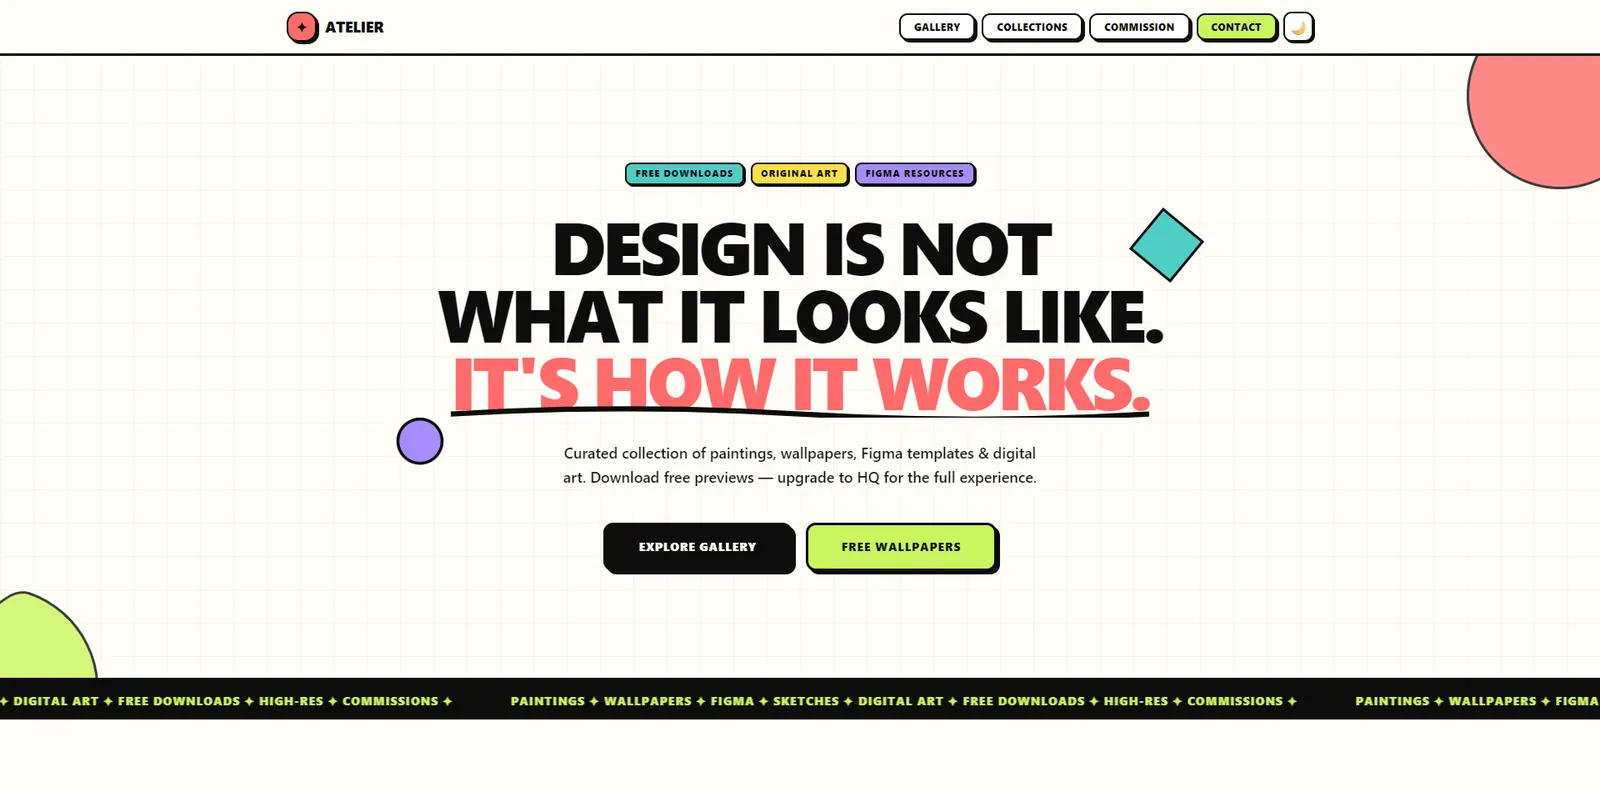 ATELIER
GALLERY
COLLECTIONS
COMMISSION
CONTACT
FREE DOWNLOADS
ORIGINAL ART
FIGMA RESOURCES
DESIGN IS NOT
WHAT IT LOOKS LIKE.
IT'S HOW IT WORKS.
Curated collection of paintings, wallpapers, Figma templates & digital
art. Download free previews — upgrade to HQ for the full experience.
EXPLORE GALLERY
FREE WALLPAPERS
✦ DIGITAL ART ✦ FREE DOWNLOADS ✦ HIGH-RES ✦ COMMISSIONS ✦ PAINTINGS ✦ WALLPAPERS ✦ FIGMA ✦ SKETCHES ✦ DIGITAL ART ✦ FREE DOWNLOADS ✦ HIGH-RES ✦ COMMISSIONS ✦ PAINTINGS ✦ WALLPAPERS ✦ FIGMA